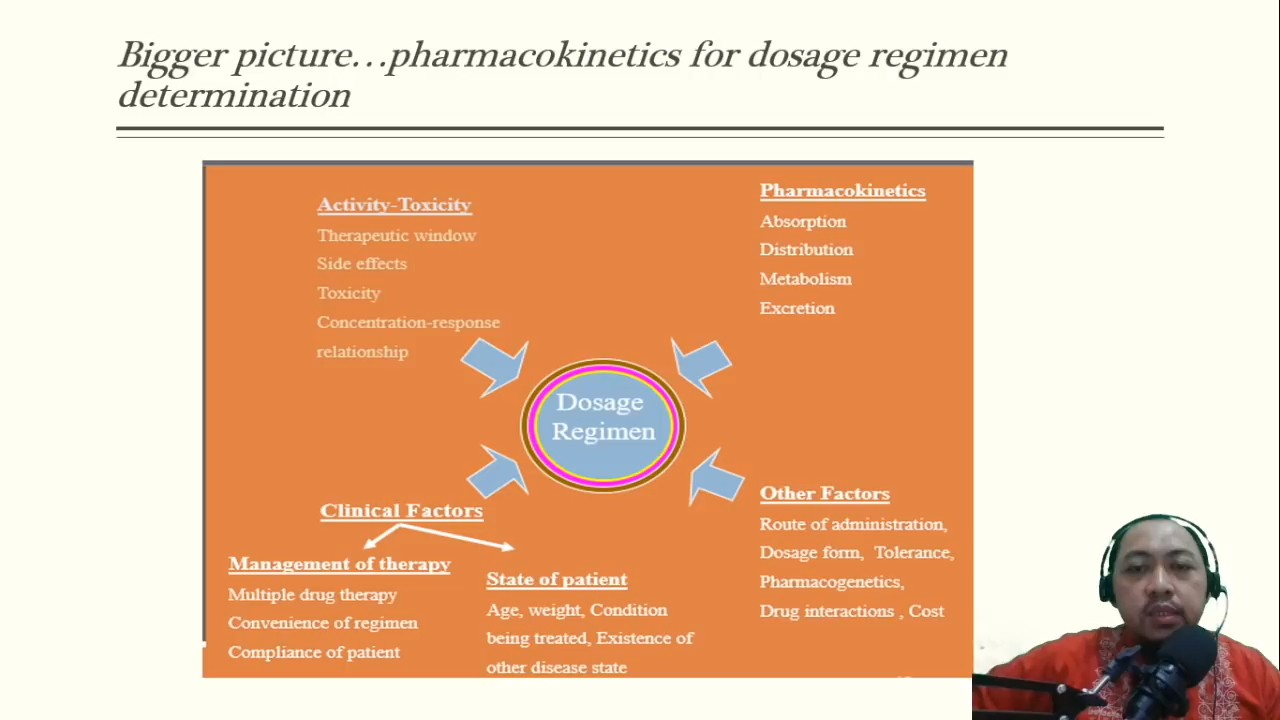 Bigger picture…pharmacokinetics for dosage regimen
determination
Activity-Toxicity
Therapeutic window
Side effects
Toxicity
Concentration-response
relationship
Pharmacokinetics
Absorption
Distribution
Metabolism
Excretion
Dosage
Regimen
Clinical Factors
Management of therapy
Multiple drug therapy
Convenience of regimen
Compliance of patient
State of patient
Age, weight, Condition
being treated, Existence of
other disease state
Other Factors
Route of administration,
Dosage form, Tolerance,
Pharmacogenetics,
Drug interactions , Cost